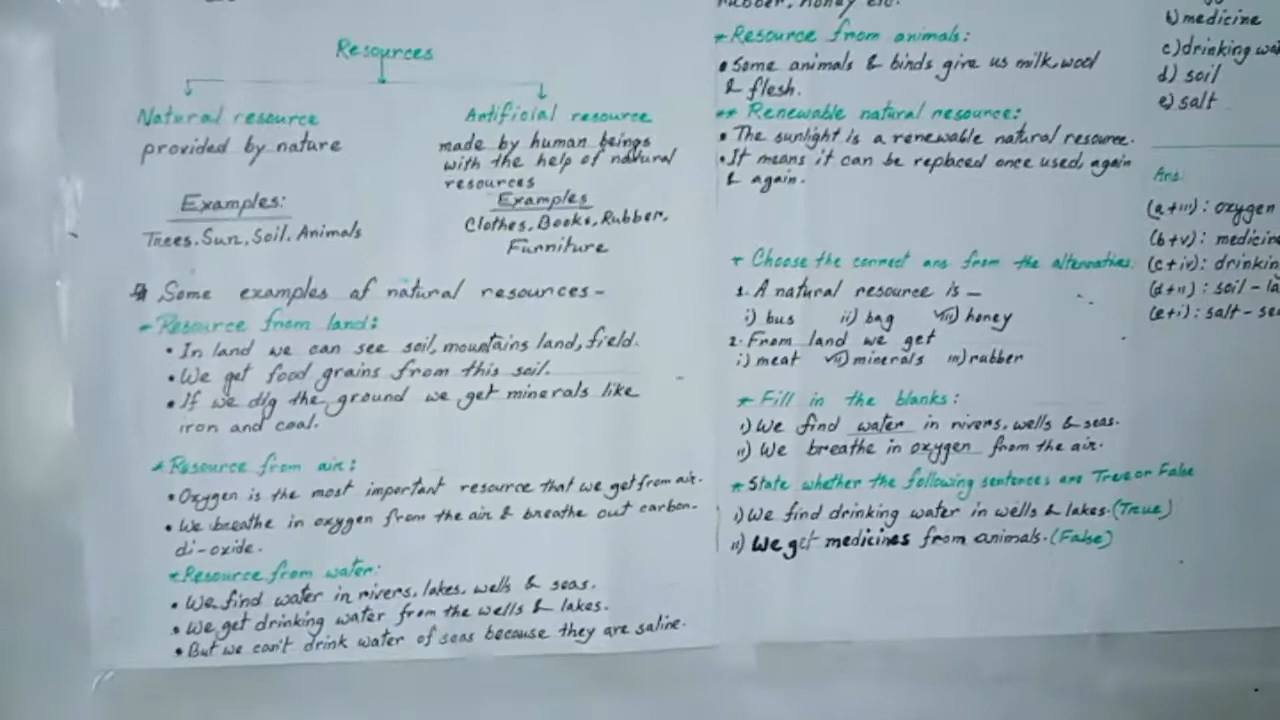 Resources
Natural resource
provided by nature
Examples:
Trees, Sun, Soil, Animals
Artificial resource
made by human beings
with the help of natural
resources
Examples
Clothes, Books, Rubber,
Furniture
Some examples of natural resources -
Resource from land:
• In land we can see soil, mountains land, field.
• We get food grains from this soil.
• If we dig the ground we get minerals like
iron and coal.
* Resource from air:
• Oxygen is the most important resource that we get from air.
• We breathe in oxygen from the air & breathe out carbon-
di-oxide.
* Resource from water:
• We find water in rivers, lakes, wells & seas.
• We get drinking water from the wells & lakes.
• But we can't drink water of seas because they are saline.
rubber, honey etc.
* Resource from animals:
• Some animals & birds give us milk, wool
& flesh.
** Renewable natural resource:
• The sunlight is a renewable natural resource.
• It means it can be replaced once used, again
& again.
* Choose the correct ans from the alternatives:
1. A natural resource is —
i) bus ii) bag ✓iii) honey
2. From land we get
i) meat ✓ii) minerals iii) rubber
* Fill in the blanks:
i) We find water in rivers, wells & seas.
ii) We breathe in oxygen from the air.
* State whether the following sentences are True or False
i) We find drinking water in wells & lakes. (True)
ii) We get medicines from animals. (False)
b) medicine
c) drinking wat
d) soil
e) salt
Ans:
(a+iii): oxygen
(b+v): medicine
(c+iv): drinkin
(d+ii): soil - la
(e+i): salt - sea